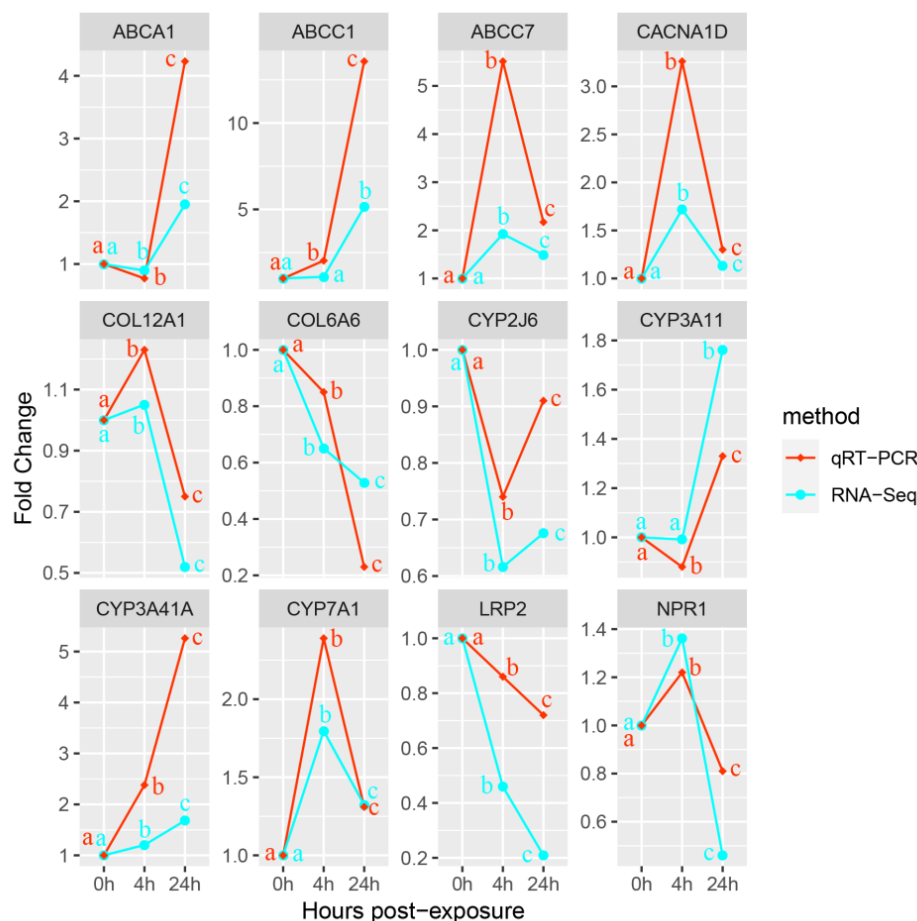 ABCA1 ABCC1 ABCC7 CACNA1D
4 3 2 1 a a b b c c
10 5 a a b a c b
5 4 3 2 1 a a b b c c
3.0 2.5 2.0 1.5 1.0 a a b b c c
COL12A1 COL6A6 CYP2J6 CYP3A11
1.1 0.9 0.7 0.5 a a b b c c
1.0 0.8 0.6 0.4 0.2 a a b b c c
1.0 0.9 0.8 0.7 0.6 a a b b c c
1.8 1.6 1.4 1.2 1.0 a a a b b c
CYP3A41A CYP7A1 LRP2 NPR1
5 4 3 2 1 a a b b c c
2.0 1.5 1.0 a a b b c c
1.0 0.8 0.6 0.4 0.2 a a b b c c
1.4 1.2 1.0 0.8 0.6 a a b b c c
0h 4h 24h 0h 4h 24h 0h 4h 24h 0h 4h 24h
Hours post−exposure
Fold Change
method
qRT−PCR
RNA−Seq